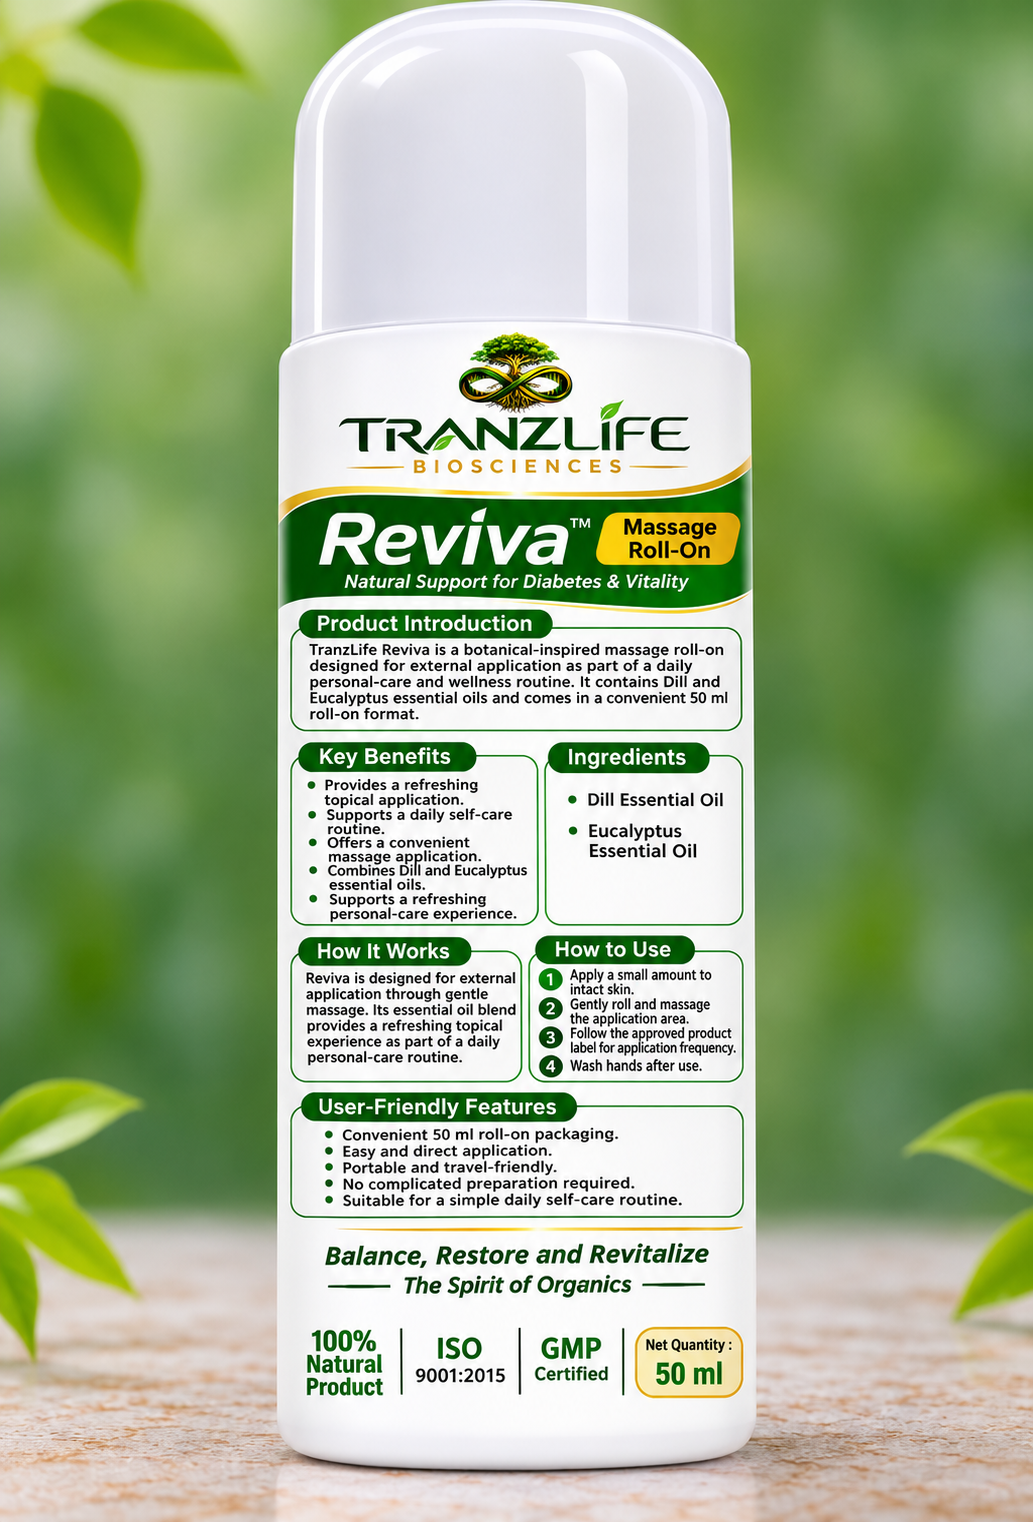 TRANZLIFE
BIOSCIENCES
Reviva™
Massage
Roll-On
Natural Support for Diabetes & Vitality
Product Introduction
TranzLife Reviva is a botanical-inspired massage roll-on
designed for external application as part of a daily
personal-care and wellness routine. It contains Dill and
Eucalyptus essential oils and comes in a convenient 50 ml
roll-on format.
Key Benefits
• Provides a refreshing
topical application.
• Supports a daily self-care
routine.
• Offers a convenient
massage application.
• Combines Dill and Eucalyptus
essential oils.
• Supports a refreshing
personal-care experience.
Ingredients
• Dill Essential Oil
• Eucalyptus
Essential Oil
How It Works
Reviva is designed for external
application through gentle
massage. Its essential oil blend
provides a refreshing topical
experience as part of a daily
personal-care routine.
How to Use
1 Apply a small amount to
intact skin.
2 Gently roll and massage
the application area.
3 Follow the approved product
label for application frequency.
4 Wash hands after use.
User-Friendly Features
• Convenient 50 ml roll-on packaging.
• Easy and direct application.
• Portable and travel-friendly.
• No complicated preparation required.
• Suitable for a simple daily self-care routine.
Balance, Restore and Revitalize
The Spirit of Organics
100%
Natural
Product
ISO
9001:2015
GMP
Certified
Net Quantity :
50 ml